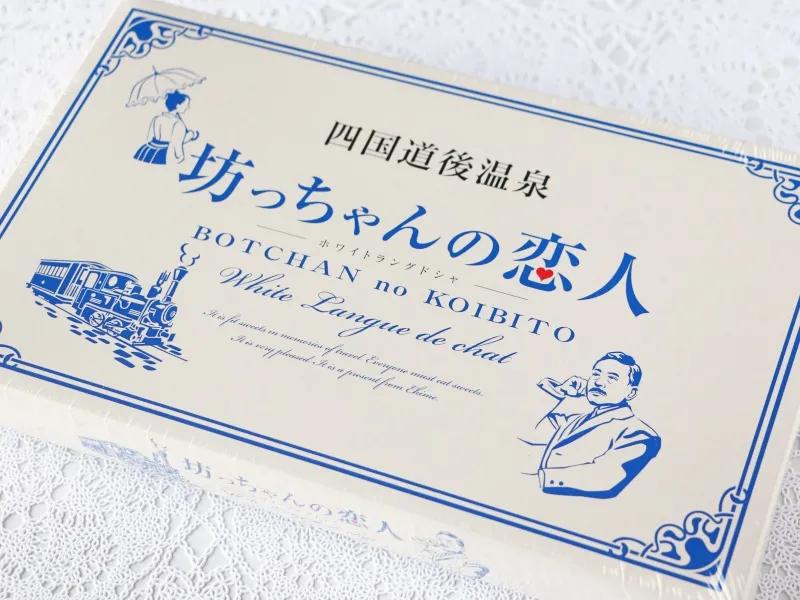 四国道後温泉
坊っちゃんの恋人
ホワイトラングドシャ
BOTCHAN no KOIBITO
White Langue de chat
It is fit sweets in memories of travel. Everyone must eat sweets.
It is very pleased. It is a present from Ehime.
坊っちゃんの恋人